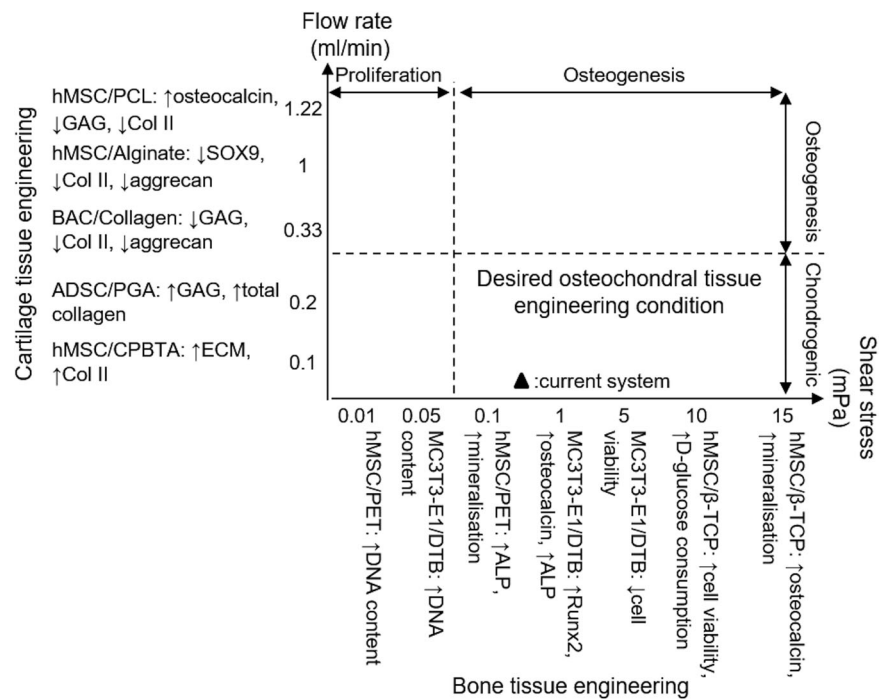 Flow rate
(ml/min)
Proliferation
Osteogenesis
Cartilage tissue engineering
hMSC/PCL: ↑osteocalcin,
↓GAG, ↓Col II
1.22
hMSC/Alginate: ↓SOX9,
↓Col II, ↓aggrecan
1
BAC/Collagen: ↓GAG,
↓Col II, ↓aggrecan
0.33
ADSC/PGA: ↑GAG, ↑total
collagen
0.2
hMSC/CPBTA: ↑ECM,
↑Col II
0.1
Osteogenesis
Chondrogenic
Desired osteochondral tissue
engineering condition
▲:current system
Shear stress
(mPa)
0.01
0.05
0.1
1
5
10
15
hMSC/PET: ↑DNA content
MC3T3-E1/DTB: ↑DNA
content
hMSC/PET: ↑ALP,
↑mineralisation
MC3T3-E1/DTB: ↑Runx2,
↑osteocalcin, ↑ALP
MC3T3-E1/DTB: ↓cell
viability
hMSC/β-TCP: ↑cell viability,
↑D-glucose consumption
hMSC/β-TCP: ↑osteocalcin,
↑mineralisation
Bone tissue engineering